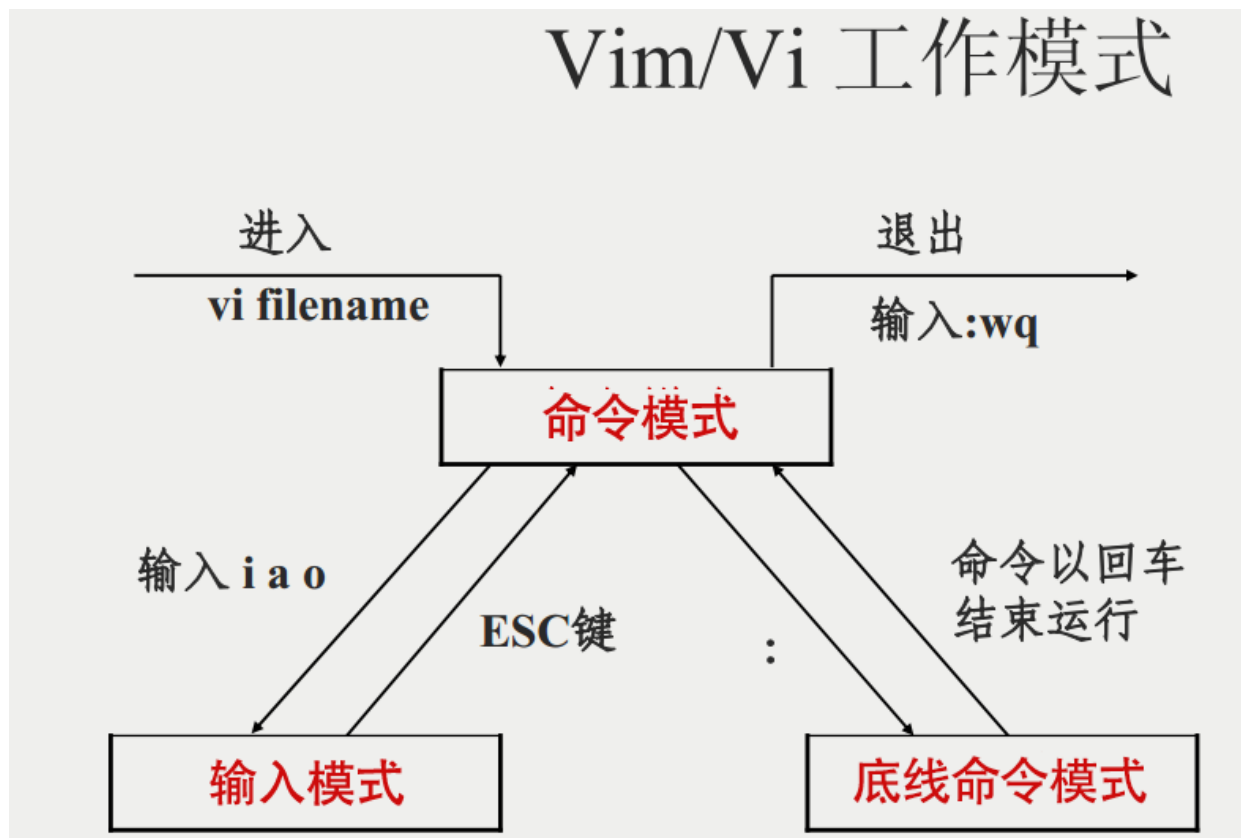 Vim/Vi 工作模式
进入
vi filename
退出
输入:wq
命令模式
输入 i a o
ESC键
:
命令以回车
结束运行
输入模式
底线命令模式